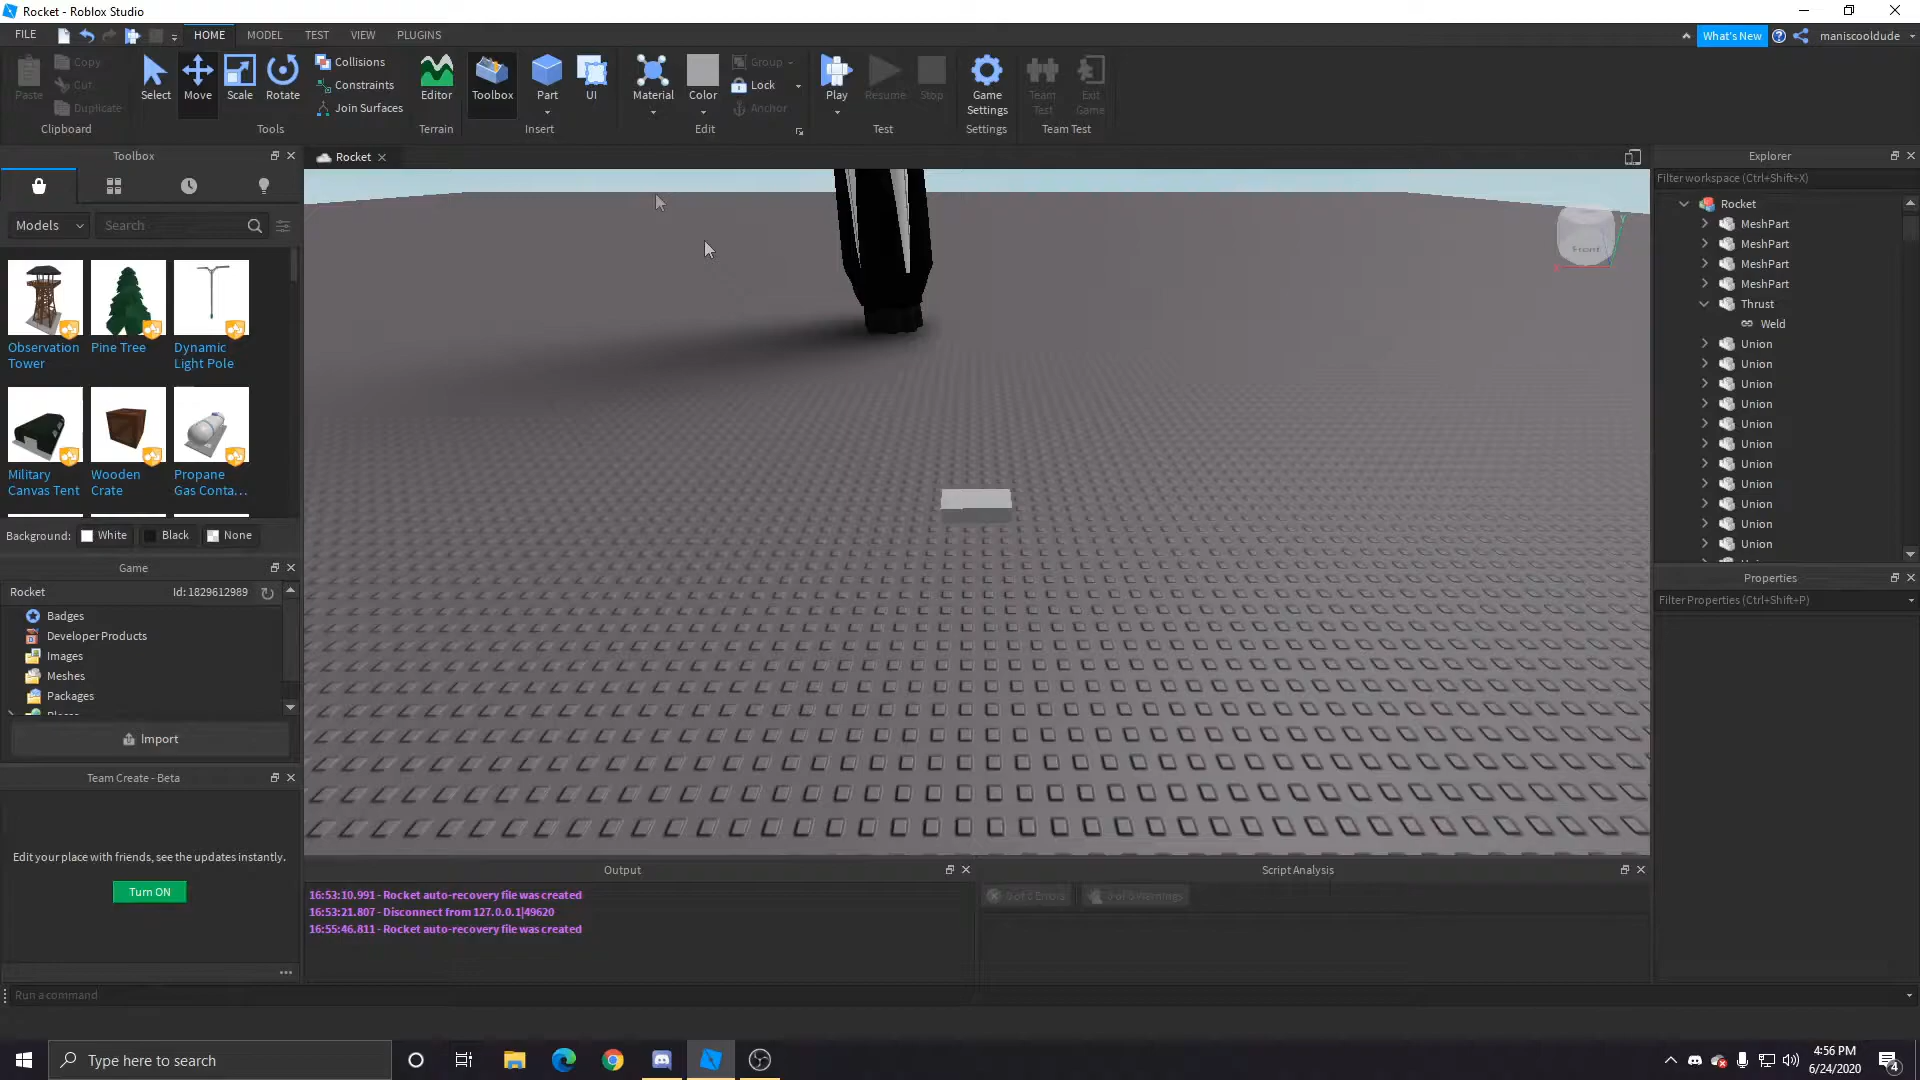 Rocket - Roblox Studio
FILE
HOME
MODEL
TEST
VIEW
PLUGINS
What's New
maniscooldude
Paste
Copy
Cut
Duplicate
Clipboard
Select
Move
Scale
Rotate
Collisions
Constraints
Join Surfaces
Tools
Editor
Terrain
Toolbox
Part
UI
Insert
Material
Color
Group
Lock
Anchor
Edit
Play
Resume
Stop
Test
Game Settings
Settings
Team Test
Exit Game
Team Test
Toolbox
Models
Search
Observation Tower
Pine Tree
Dynamic Light Pole
Military Canvas Tent
Wooden Crate
Propane Gas Conta...
Background:
White
Black
None
Game
Rocket
Id: 1829612989
Badges
Developer Products
Images
Meshes
Packages
Import
Team Create - Beta
Edit your place with friends, see the updates instantly.
Turn ON
Rocket
Output
16:53:10.991 - Rocket auto-recovery file was created
16:53:21.807 - Disconnect from 127.0.0.1|49620
16:55:46.811 - Rocket auto-recovery file was created
Script Analysis
Explorer
Filter workspace (Ctrl+Shift+X)
Rocket
MeshPart
MeshPart
MeshPart
MeshPart
Thrust
Weld
Union
Union
Union
Union
Union
Union
Union
Union
Union
Union
Union
Properties
Filter Properties (Ctrl+Shift+P)
Run a command
Type here to search
4:56 PM
6/24/2020
4